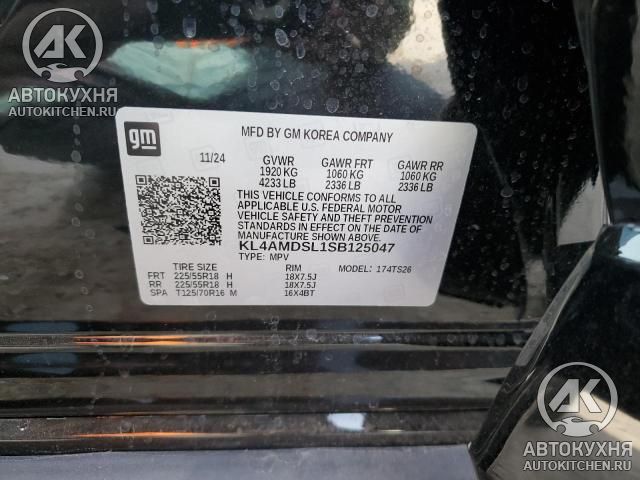 AK
АВТОКУХНЯ
AUTOKITCHEN.RU
gm
MFD BY GM KOREA COMPANY
11/24 GVWR GAWR FRT GAWR RR
1920 KG 1060 KG 1060 KG
4233 LB 2336 LB 2336 LB
THIS VEHICLE CONFORMS TO ALL
APPLICABLE U.S. FEDERAL MOTOR
VEHICLE SAFETY AND THEFT PREVENTION
STANDARDS IN EFFECT ON THE DATE OF
MANUFACTURE SHOWN ABOVE.
KL4AMDSL1SB125047
TYPE: MPV
TIRE SIZE RIM MODEL: 174TS26
FRT 225/55R18 H 18X7.5J
RR 225/55R18 H 18X7.5J
SPA T125/70R16 M 16X4BT
AK
АВТОКУХНЯ
AUTOKITCHEN.RU